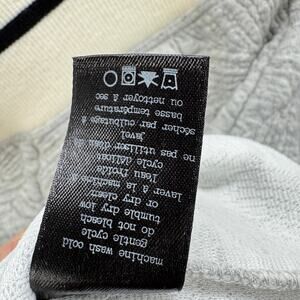 machine wash cold
gentle cycle
do not bleach
tumble dry low
or dry clean
laver à la machine à
l'eau froide
cycle délicat
ne pas utiliser d'eau de
javel
sécher par culbutage à
basse température
ou nettoyer à sec